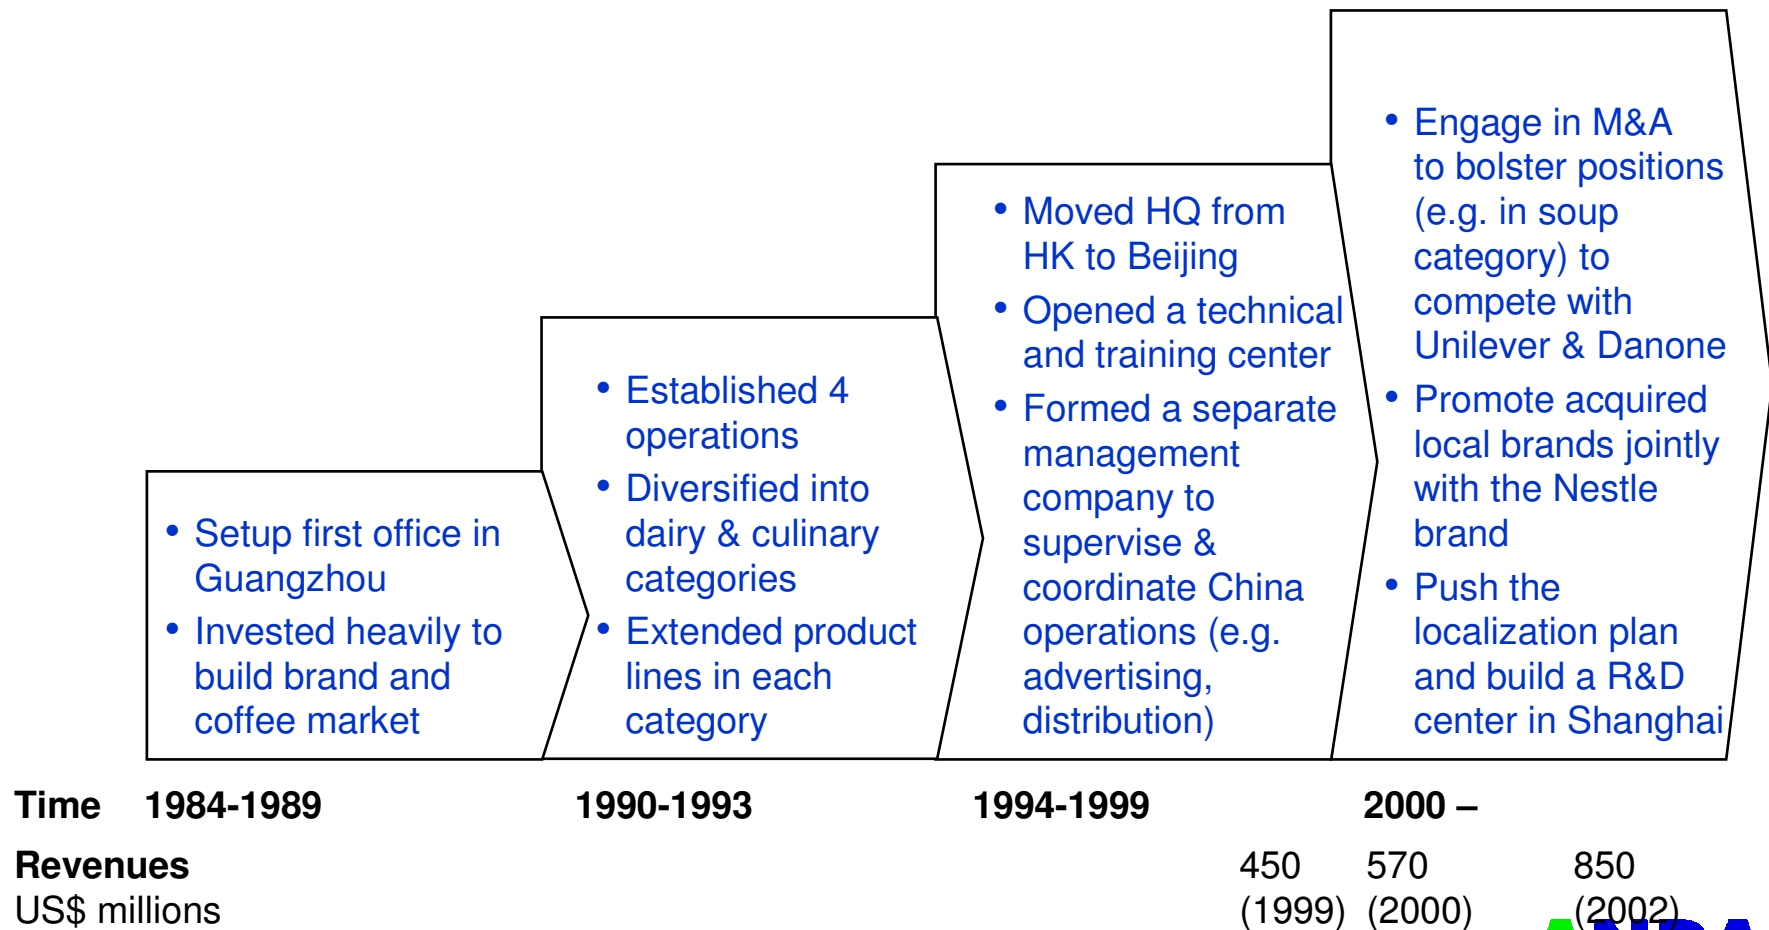 • Setup first office in
Guangzhou
• Invested heavily to
build brand and
coffee market
• Established 4
operations
• Diversified into
dairy & culinary
categories
• Extended product
lines in each
category
• Moved HQ from
HK to Beijing
• Opened a technical
and training center
• Formed a separate
management
company to
supervise &
coordinate China
operations (e.g.
advertising,
distribution)
• Engage in M&A
to bolster positions
(e.g. in soup
category) to
compete with
Unilever & Danone
• Promote acquired
local brands jointly
with the Nestle
brand
• Push the
localization plan
and build a R&D
center in Shanghai
Time 1984-1989 1990-1993 1994-1999 2000 –
Revenues 450 570 850
US$ millions (1999) (2000) (2002)